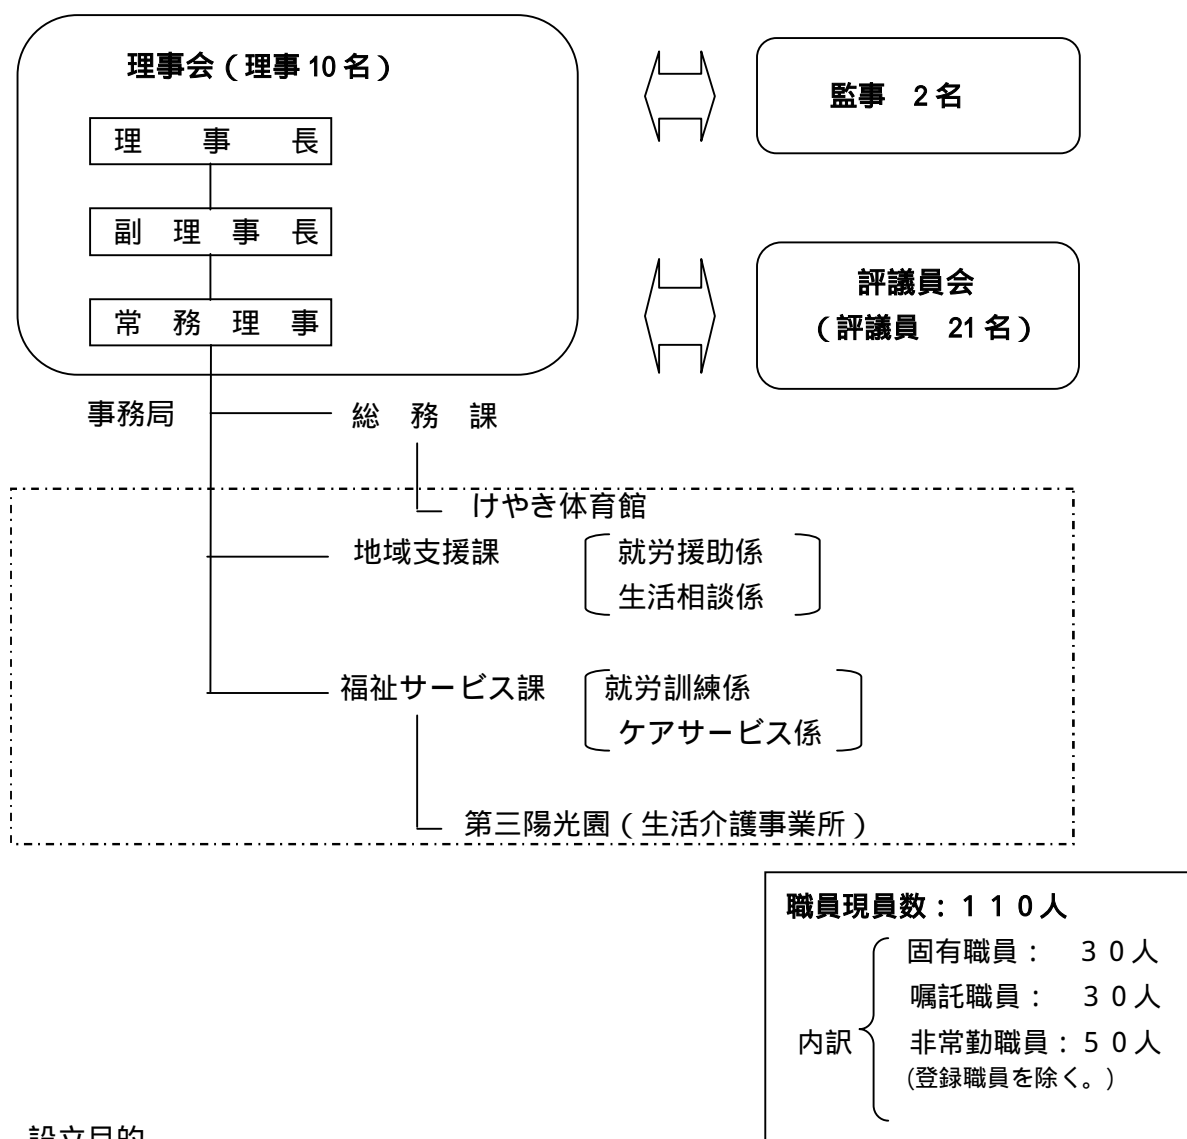 理事会（理事 10 名）
監事　2 名
理　事　長
副　理　事　長
評議員会
（評議員　21 名）
常　務　理　事
事務局
総　務　課
けやき体育館
地域支援課
就労援助係
生活相談係
福祉サービス課
就労訓練係
ケアサービス係
第三陽光園（生活介護事業所）
職員現員数：１１０人
固有職員：　３０人
嘱託職員：　３０人
内訳
非常勤職員：５０人
(登録職員を除く。)
設立目的